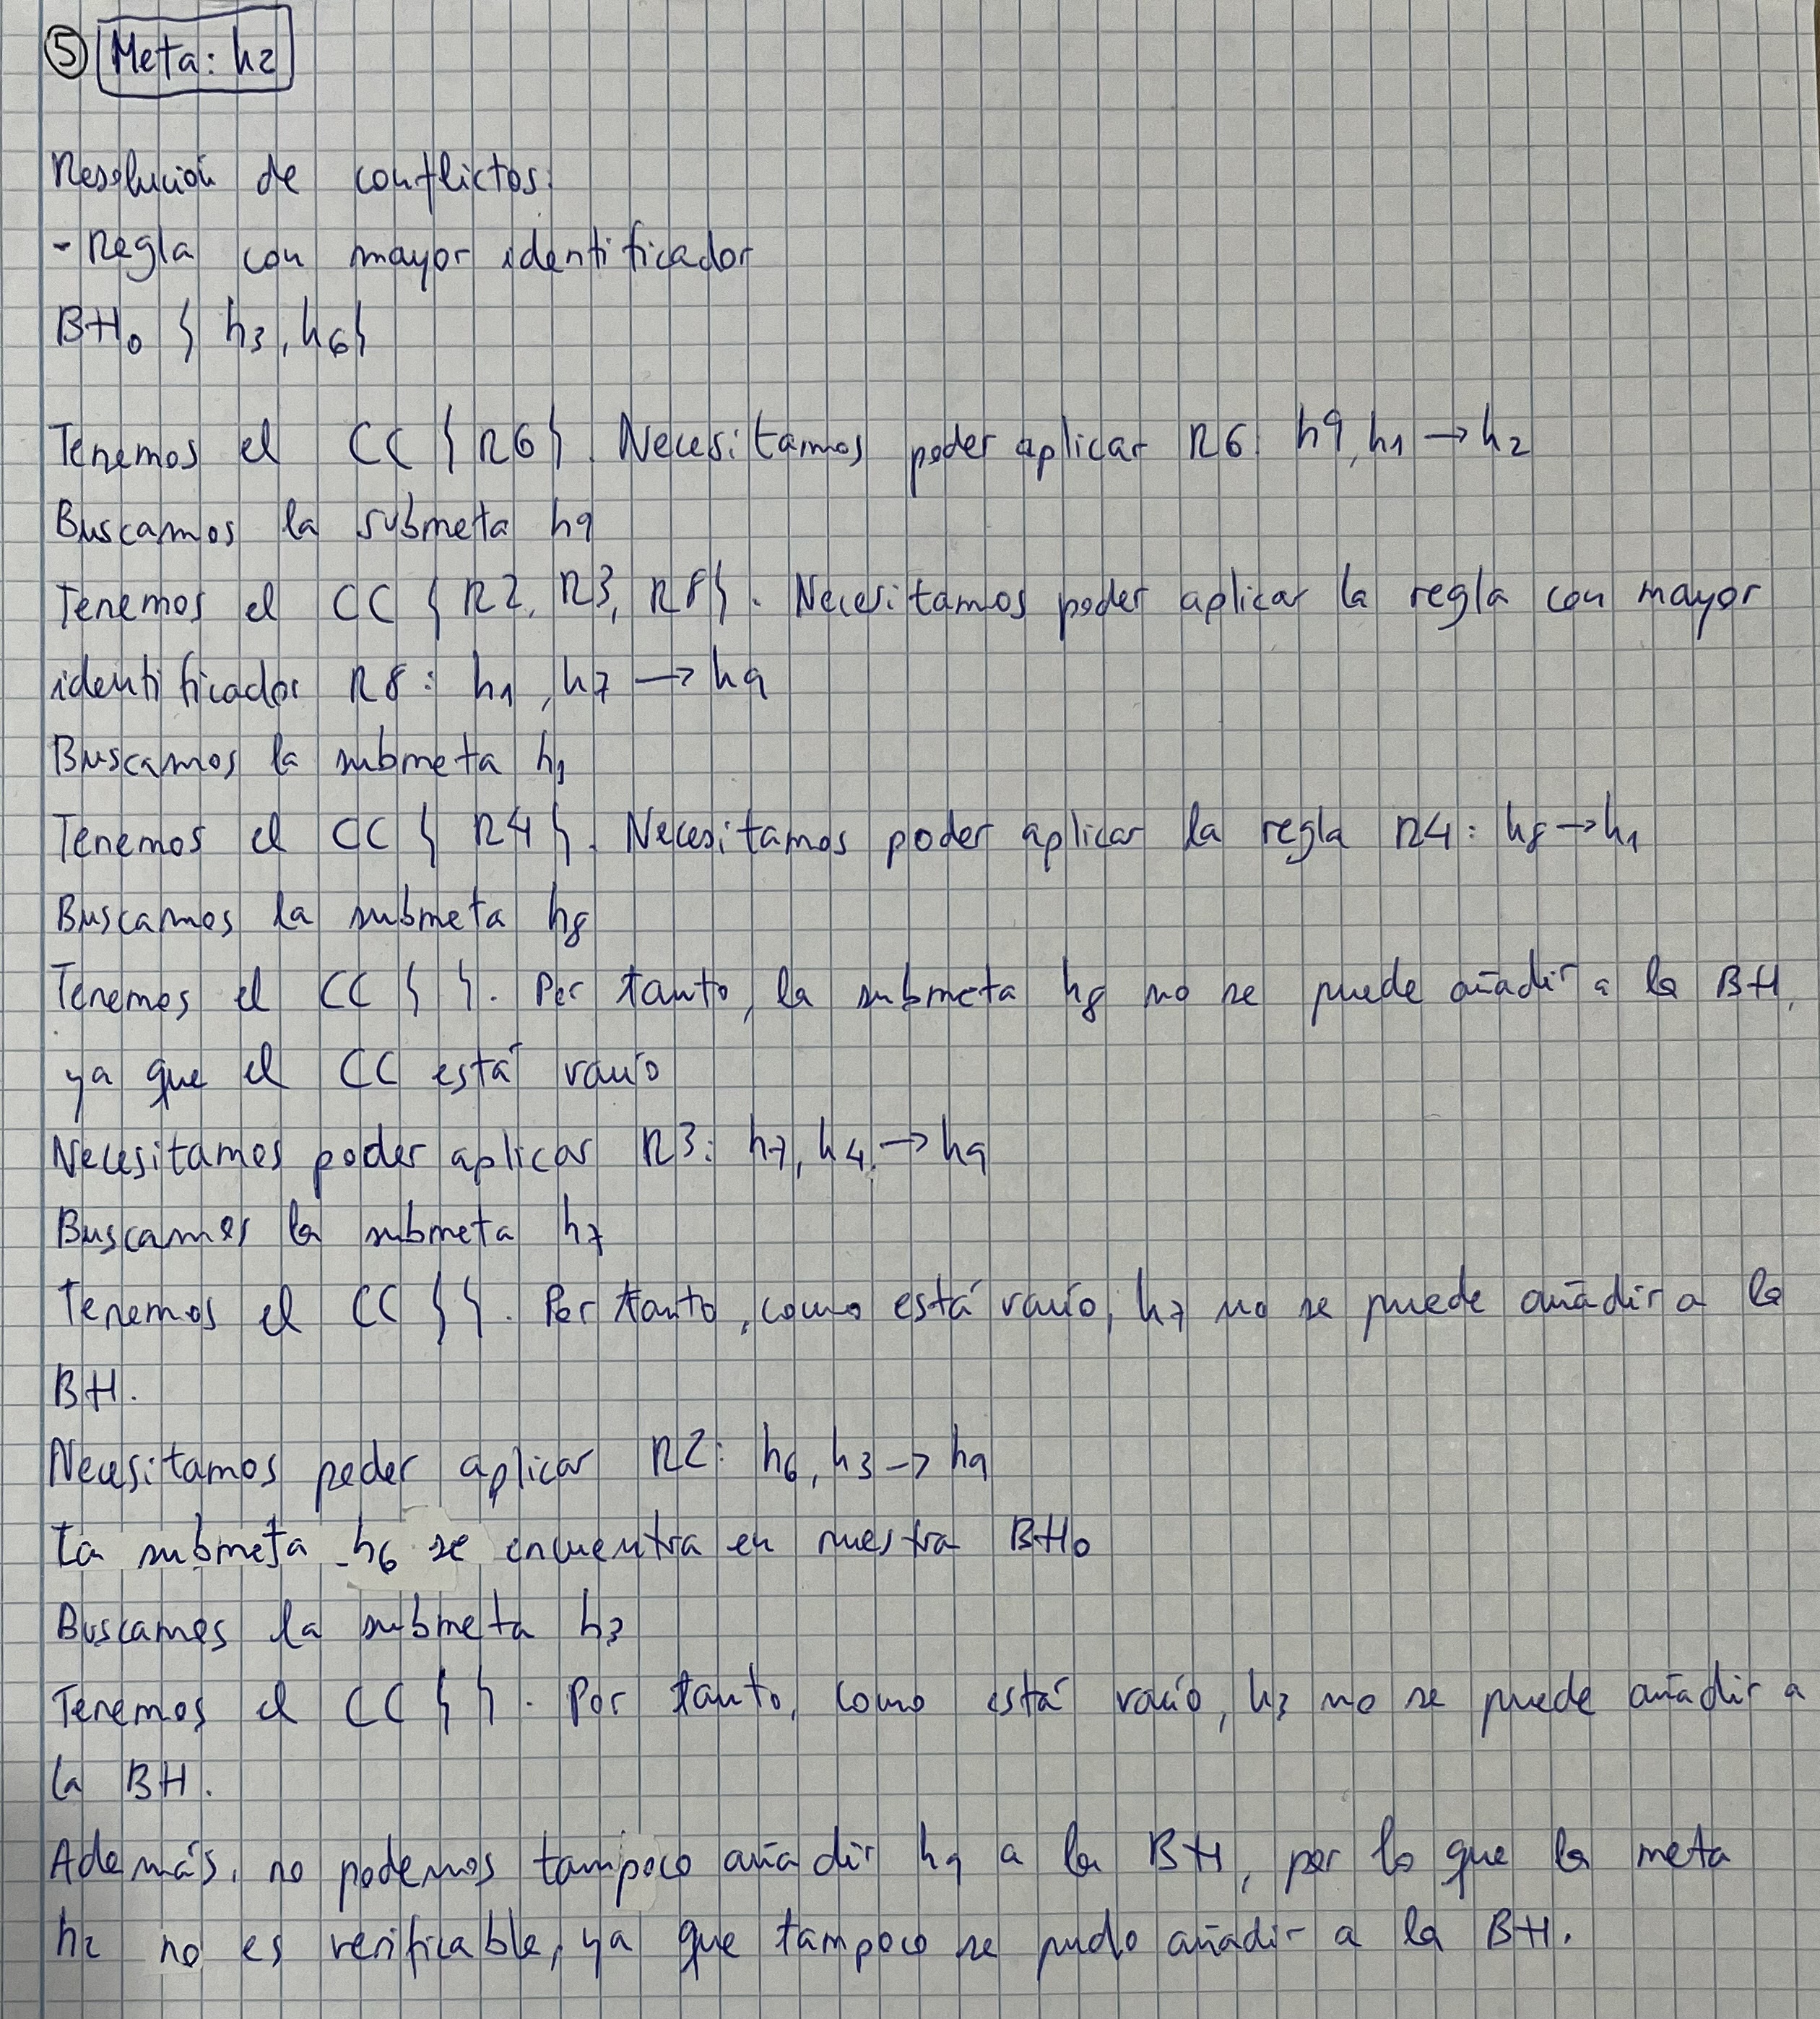 ⑤ Meta: h2
Resolución de conflictos:
- Regla con mayor identificador
BH0 { h3, h6}
Tenemos el CC { R6 }. Necesitamos poder aplicar R6: h9, h1 → h2
Buscamos la submeta h9
Tenemos el CC { R2, R3, R8}. Necesitamos poder aplicar la regla con mayor
identificador R8: h1, h7 → h9
Buscamos la submeta h1
Tenemos el CC { R4 }. Necesitamos poder aplicar la regla R4: h8 → h1
Buscamos la submeta h8
Tenemos el CC { }. Por tanto, la submeta h8 no se puede añadir a la BH,
ya que el CC está vacío
Necesitamos poder aplicar R3: h7, h4 → h9
Buscamos la submeta h7
Tenemos el CC { }. Por tanto, como está vacío, h7 no se puede añadir a la
BH.
Necesitamos poder aplicar R2: h6, h3 → h9
La submeta h6 se encuentra en nuestra BH0
Buscamos la submeta h3
Tenemos el CC { }. Por tanto, como está vacío, h3 no se puede añadir a
la BH.
Además, no podemos tampoco añadir h9 a la BH, por lo que la meta
h2 no es verificable, ya que tampoco se pudo añadir a la BH.